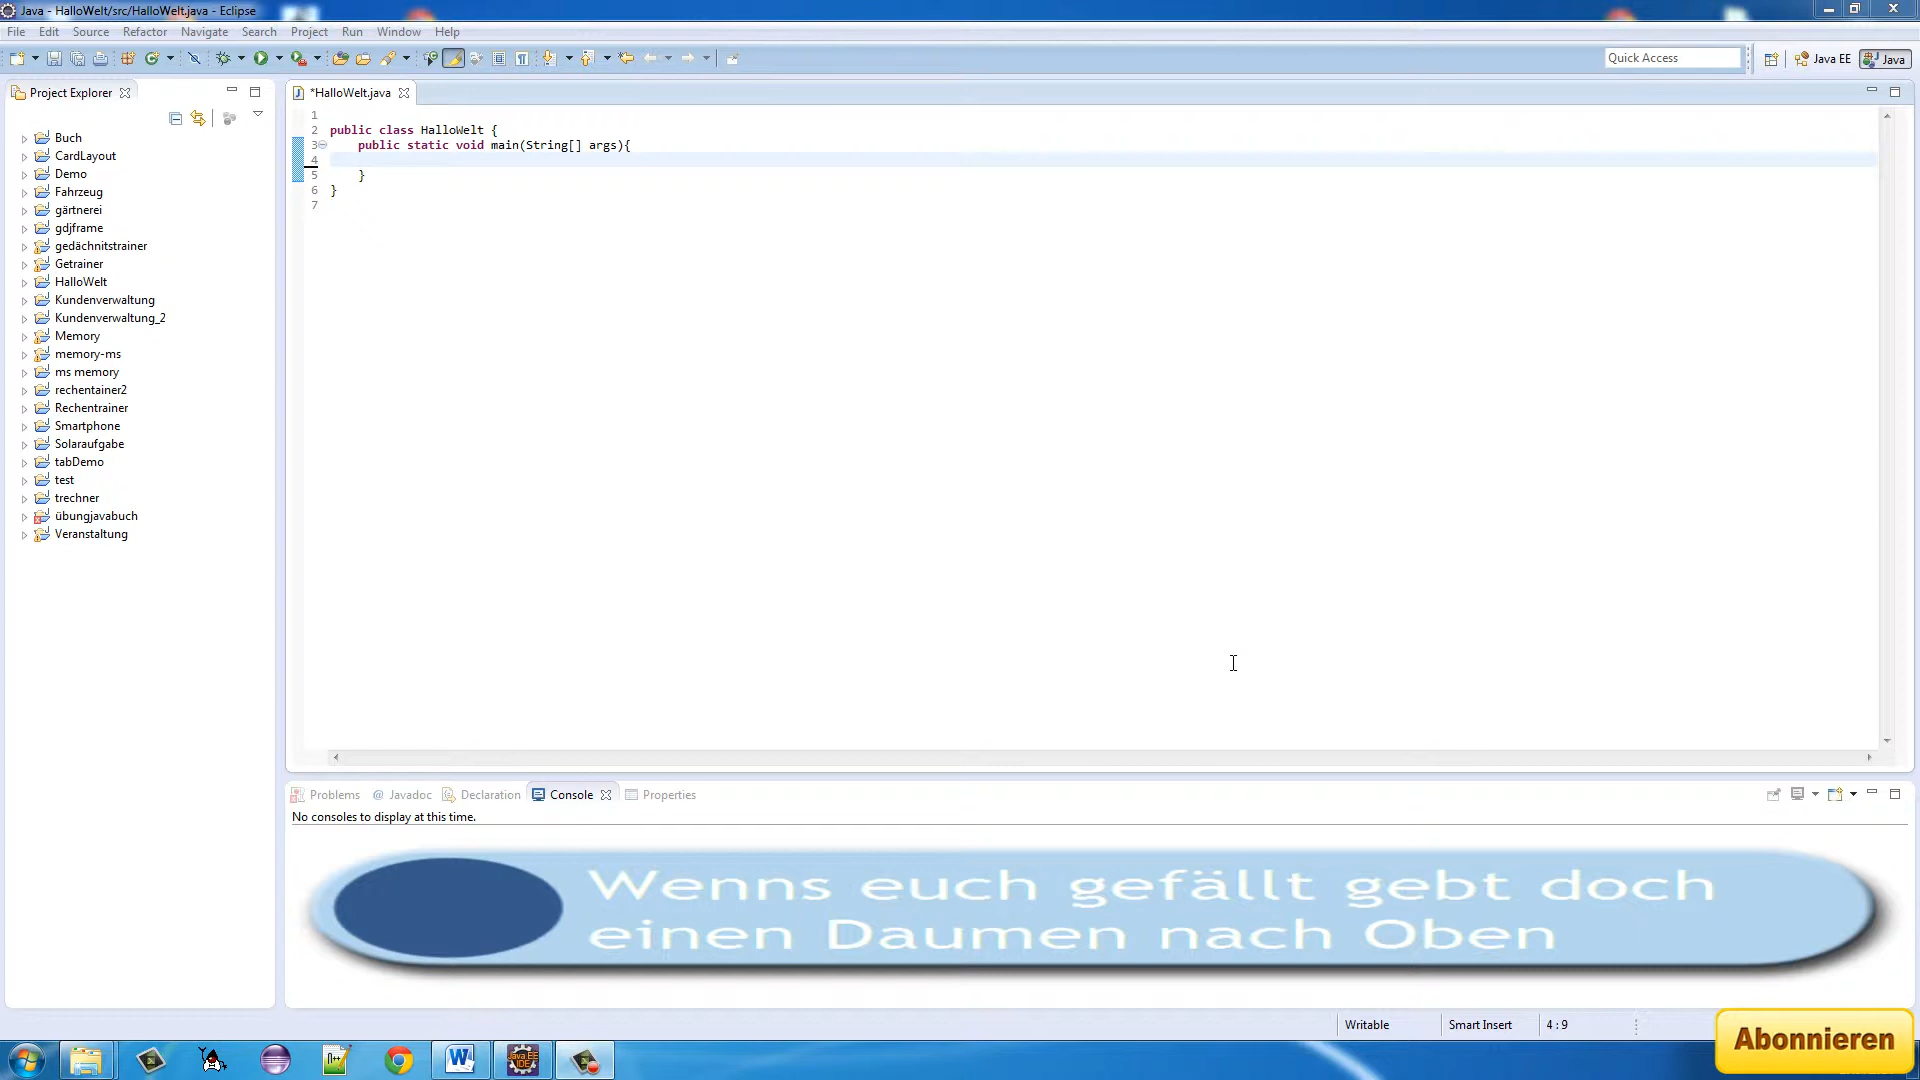 Java - HalloWelt/src/HalloWelt.java - Eclipse
File Edit Source Refactor Navigate Search Project Run Window Help
Quick Access
Java EE
Java
Project Explorer
*HalloWelt.java
Buch
CardLayout
Demo
Fahrzeug
gärtnerei
gdjframe
gedächnitstrainer
Getrainer
HalloWelt
Kundenverwaltung
Kundenverwaltung_2
Memory
memory-ms
ms memory
rechentainer2
Rechentrainer
Smartphone
Solaraufgabe
tabDemo
test
trechner
übungjavabuch
Veranstaltung
1
2 public class HalloWelt {
3 public static void main(String[] args){
4
5 }
6 }
7
Problems @ Javadoc Declaration Console Properties
No consoles to display at this time.
Wenns euch gefällt gebt doch
einen Daumen nach Oben
Writable Smart Insert 4 : 9
Abonnieren
Java EE
IDE